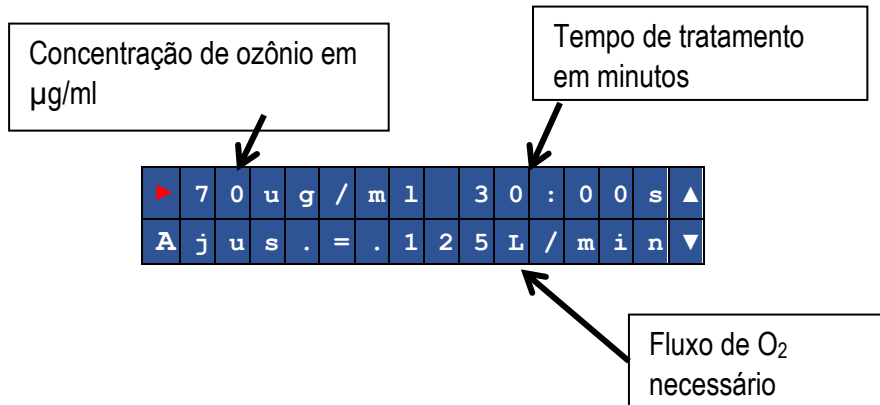 Concentração de ozônio em
µg/ml
Tempo de tratamento
em minutos
► 70ug/ml 30:00s ▲
Ajus.=.125L/min ▼
Fluxo de O₂
necessário